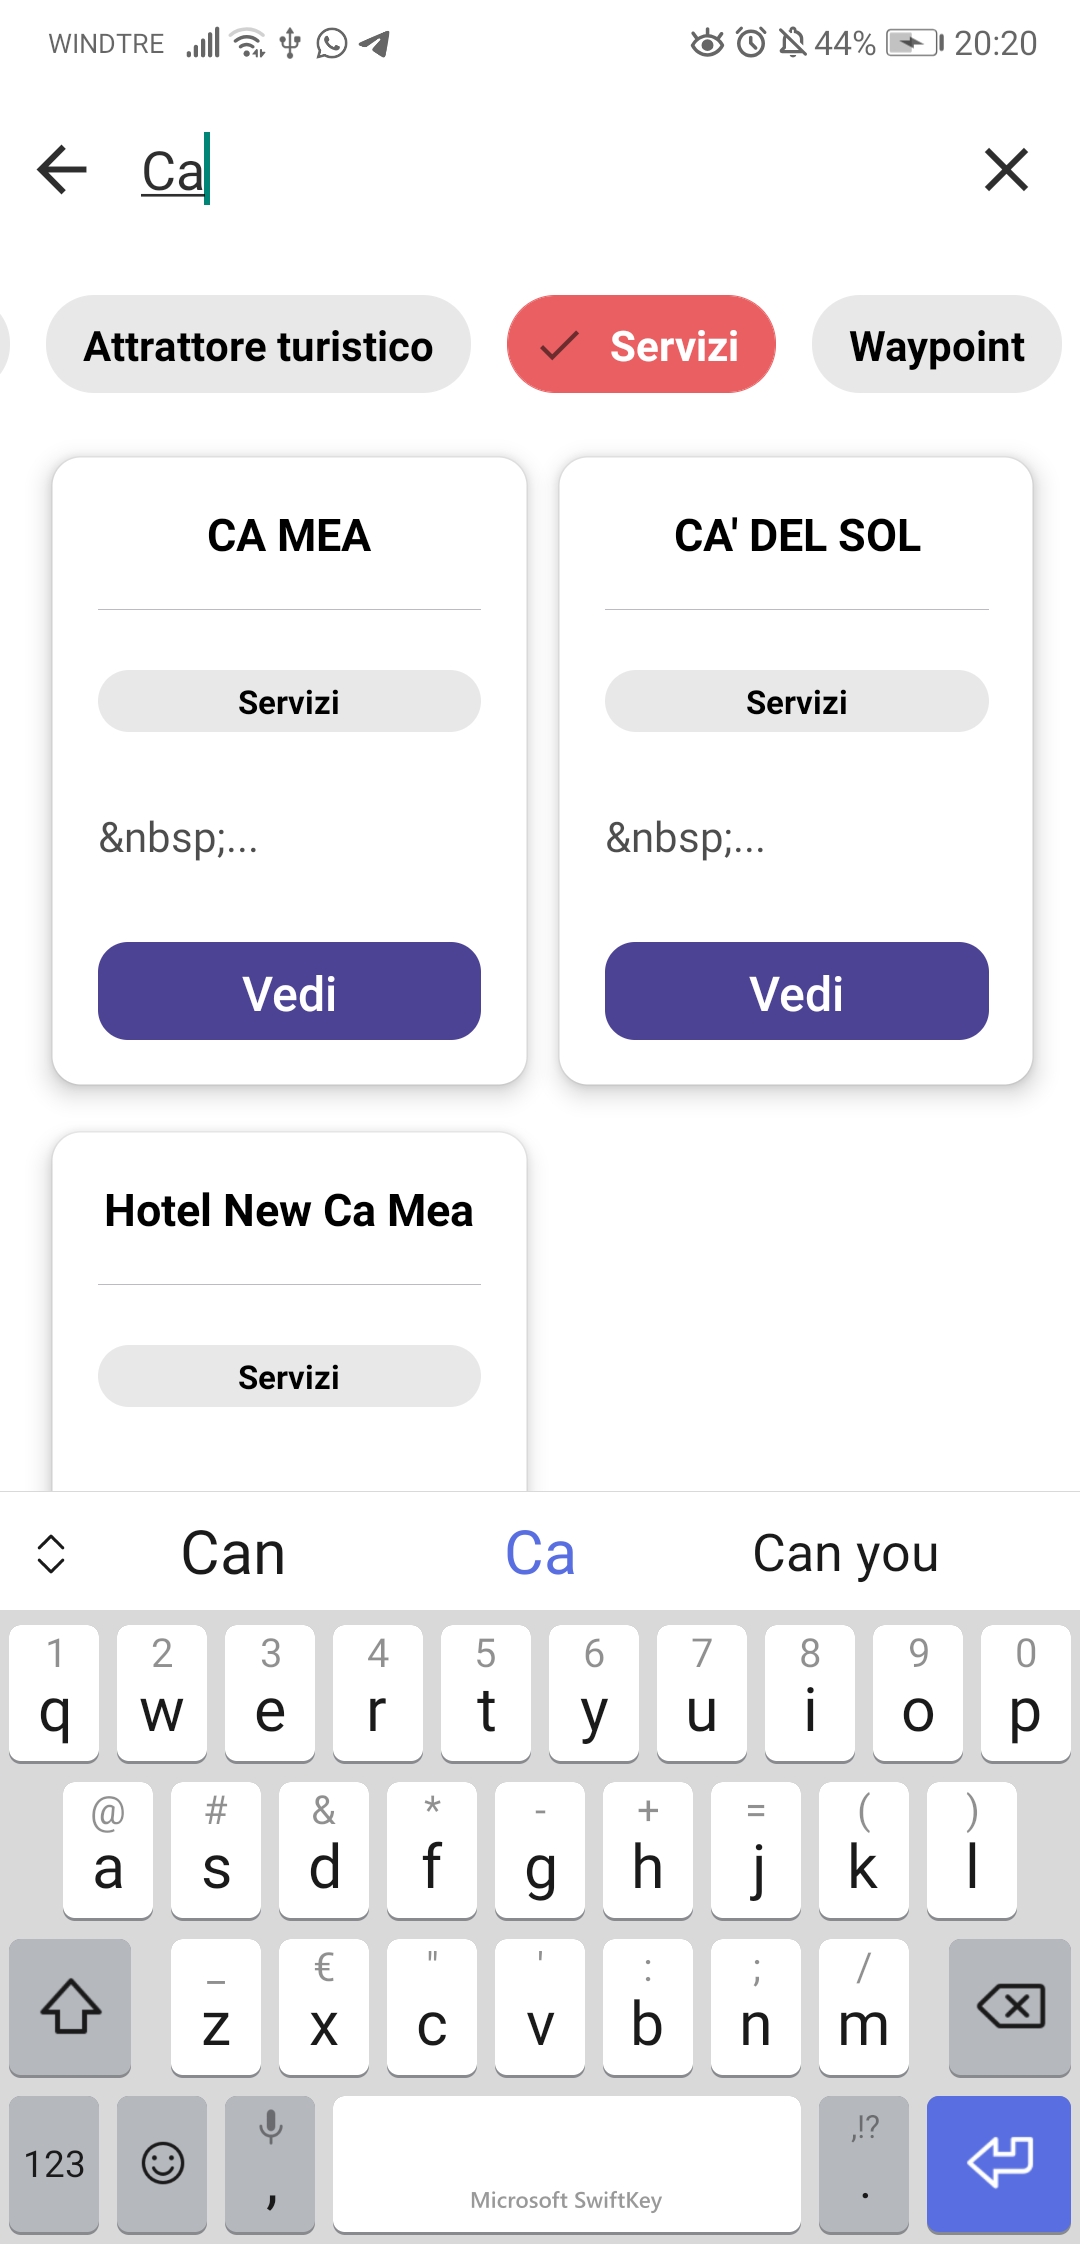 WINDTRE 44% 20:20
Ca
Attrattore turistico Servizi Waypoint
CA MEA CA' DEL SOL
Servizi Servizi
&nbsp;... &nbsp;...
Vedi Vedi
Hotel New Ca Mea
Servizi
Can Ca Can you
1 2 3 4 5 6 7 8 9 0
q w e r t y u i o p
@ # & * - + = ( )
a s d f g h j k l
_ € " ' : ; /
z x c v b n m
,!?
123 , .
Microsoft SwiftKey